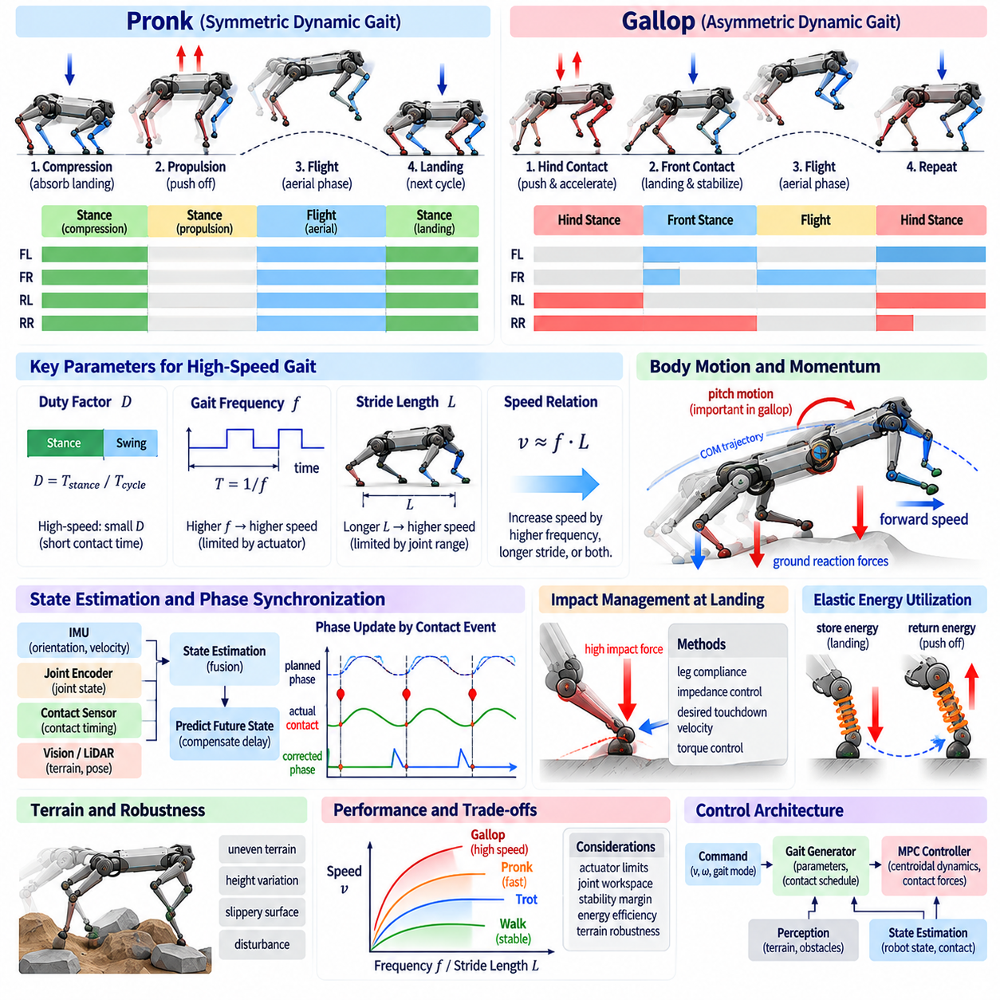 Pronk (Symmetric Dynamic Gait)
1. Compression
(absorb landing)
2. Propulsion
(push off)
3. Flight
(aerial phase)
4. Landing
(next cycle)
Stance
(compression)
Stance
(propulsion)
Flight
(aerial)
Stance
(landing)
FL
FR
RL
RR
Gallop (Asymmetric Dynamic Gait)
1. Hind Contact
(push & accelerate)
2. Front Contact
(landing & stabilize)
3. Flight
(aerial phase)
4. Repeat
Hind Stance
Front Stance
Flight
Hind Stance
FL
FR
RL
RR
Key Parameters for High-Speed Gait
Duty Factor D
Stance
Swing
D = T_stance / T_cycle
High-speed: small D
(short contact time)
Gait Frequency f
time
T = 1/f
Higher f → higher speed
(limited by actuator)
Stride Length L
L
Longer L → higher speed
(limited by joint range)
Speed Relation
v ≈ f · L
Increase speed by
higher frequency,
longer stride, or both.
Body Motion and Momentum
pitch motion
(important in gallop)
COM trajectory
forward speed
ground reaction forces
State Estimation and Phase Synchronization
IMU
(orientation, velocity)
Joint Encoder
(joint state)
Contact Sensor
(contact timing)
Vision / LiDAR
(terrain, pose)
State Estimation
(fusion)
Predict Future State
(compensate delay)
Phase Update by Contact Event
planned
phase
actual
contact
corrected
phase
Impact Management at Landing
high impact force
Methods
leg compliance
impedance control
desired touchdown
velocity
torque control
Elastic Energy Utilization
store energy
(landing)
return energy
(push off)
Terrain and Robustness
uneven terrain
height variation
slippery surface
disturbance
Performance and Trade-offs
Speed
v
Gallop
(high speed)
Pronk
(fast)
Trot
Walk
(stable)
Frequency f / Stride Length L
Considerations
actuator limits
joint workspace
stability margin
energy efficiency
terrain robustness
Control Architecture
Command
(v, ω, gait mode)
Gait Generator
(parameters,
(contact schedule)
MPC Controller
(centroidal dynamics,
contact forces)
Perception
(terrain, obstacles)
State Estimation
(robot state, contact)